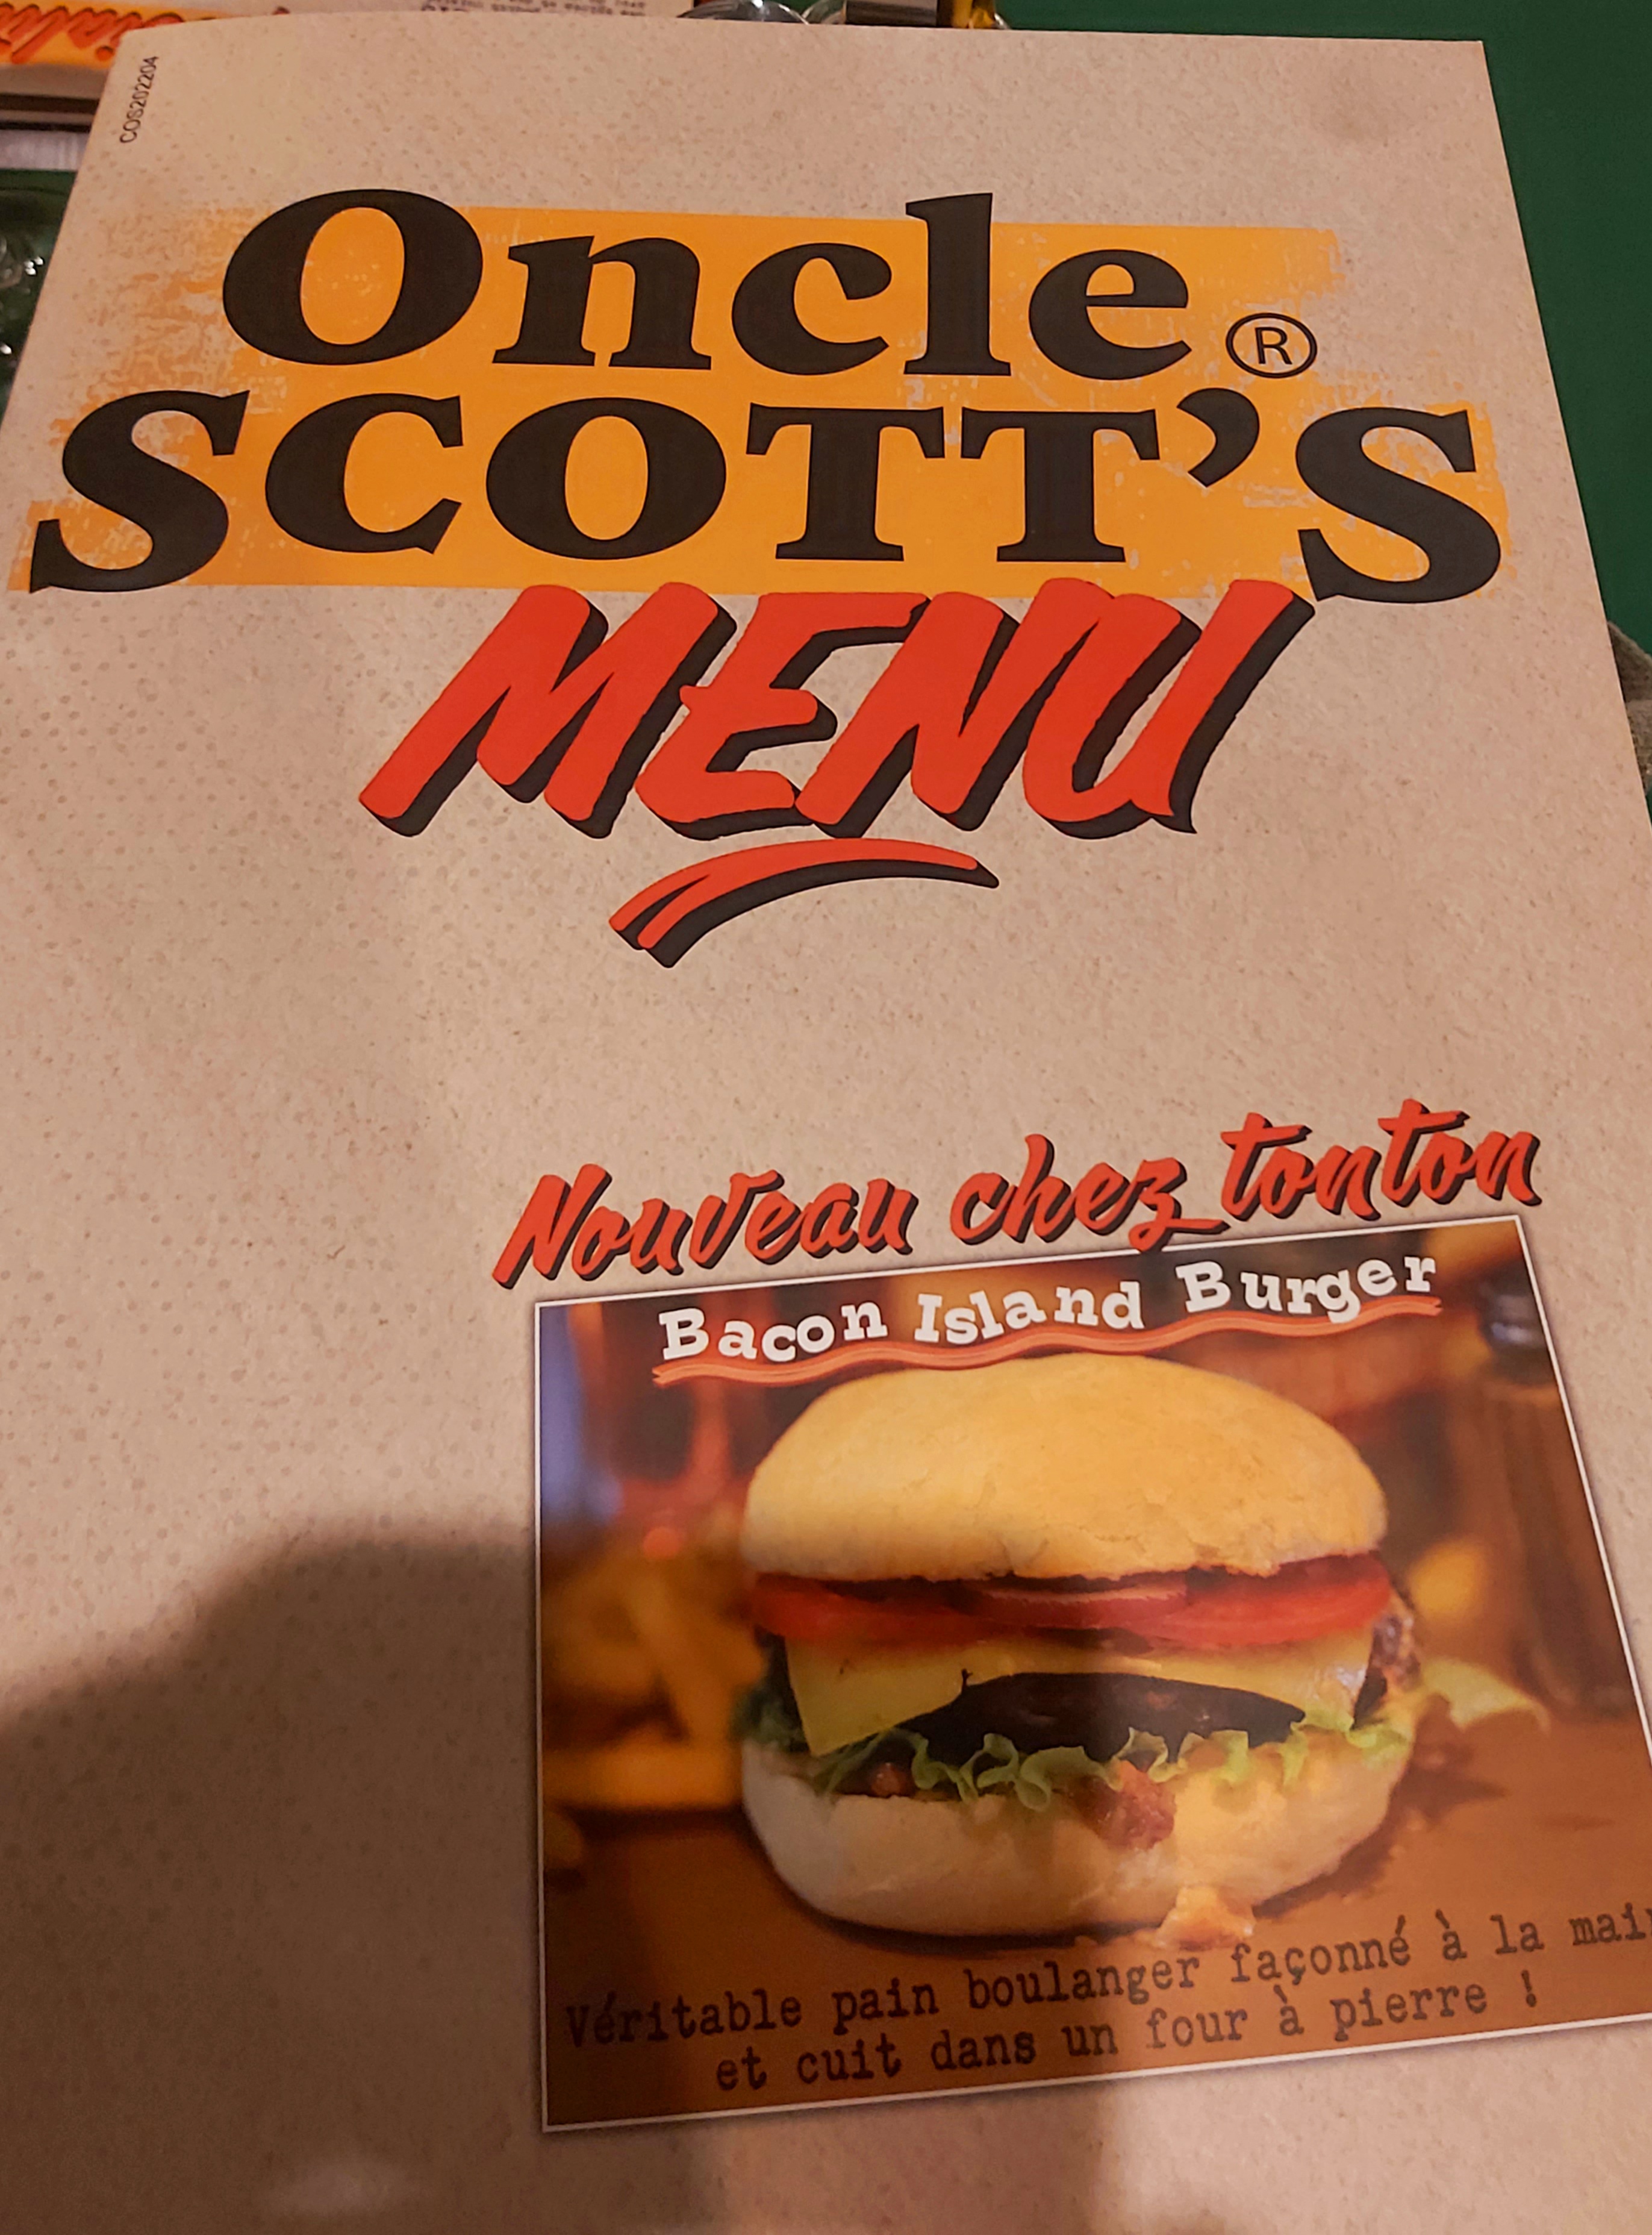 COS202204
Oncle®
SCOTT'S
MENU
Nouveau chez tonton
Bacon Island Burger
Véritable pain boulanger façonné à la main
et cuit dans un four à pierre !